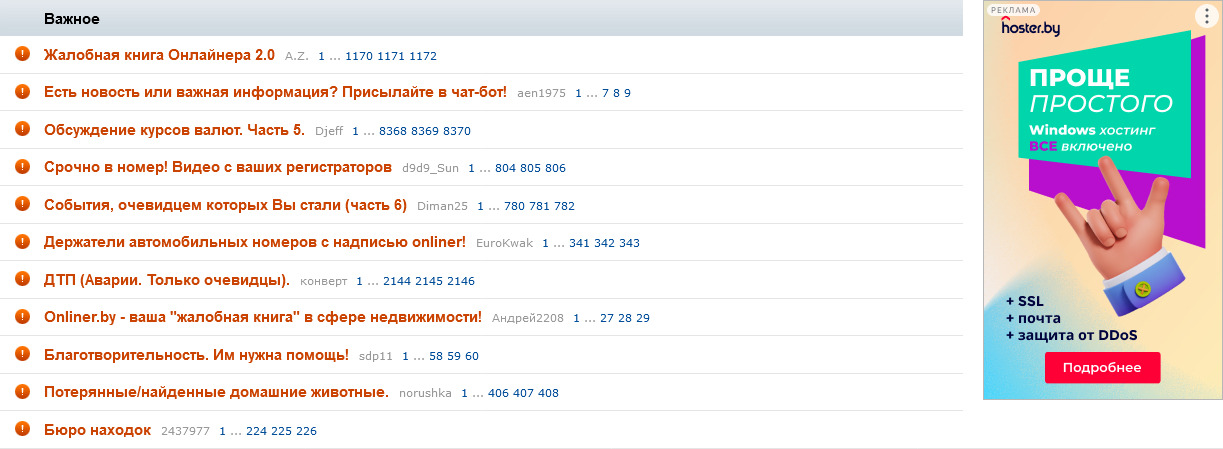 Важное
Жалобная книга Онлайнера 2.0 A.Z. 1 ... 1170 1171 1172
Есть новость или важная информация? Присылайте в чат-бот! aen1975 1 ... 7 8 9
Обсуждение курсов валют. Часть 5. Djeff 1 ... 8368 8369 8370
Срочно в номер! Видео с ваших регистраторов d9d9_Sun 1 ... 804 805 806
События, очевидцем которых Вы стали (часть 6) Diman25 1 ... 780 781 782
Держатели автомобильных номеров с надписью onliner! EuroKwak 1 ... 341 342 343
ДТП (Аварии. Только очевидцы). конверт 1 ... 2144 2145 2146
Onliner.by - ваша "жалобная книга" в сфере недвижимости! Андрей2208 1 ... 27 28 29
Благотворительность. Им нужна помощь! sdp11 1 ... 58 59 60
Потерянные/найденные домашние животные. norushka 1 ... 406 407 408
Бюро находок 2437977 1 ... 224 225 226
РЕКЛАМА
hoster.by
ПРОЩЕ
ПРОСТОГО
Windows хостинг
ВСЕ включено
+ SSL
+ почта
+ защита от DDoS
Подробнее